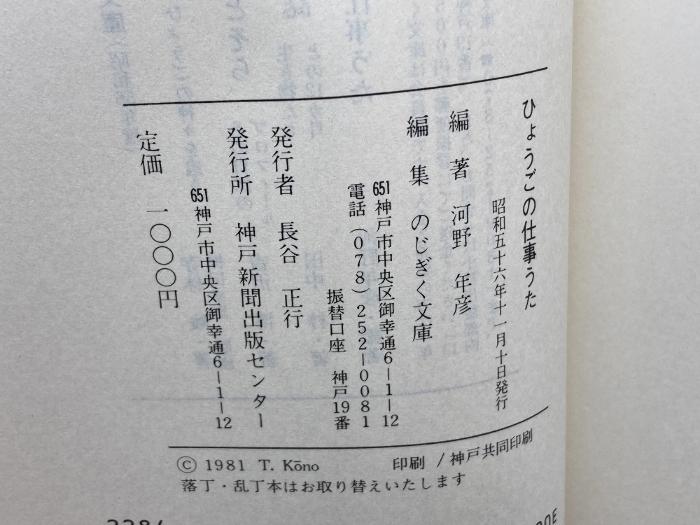 ひょうごの仕事うた
昭和五十六年十一月十日発行
編著 河野 年彦
編集 のじぎく文庫
651 神戸市中央区御幸通6-1-12
電話 (078) 252-0081
振替口座 神戸19番
発行者 長谷 正行
発行所 神戸新聞出版センター
651 神戸市中央区御幸通6-1-12
定価 一〇〇〇円
© 1981 T. Kōno 印刷 / 神戸共同印刷
落丁・乱丁本はお取り替えいたします